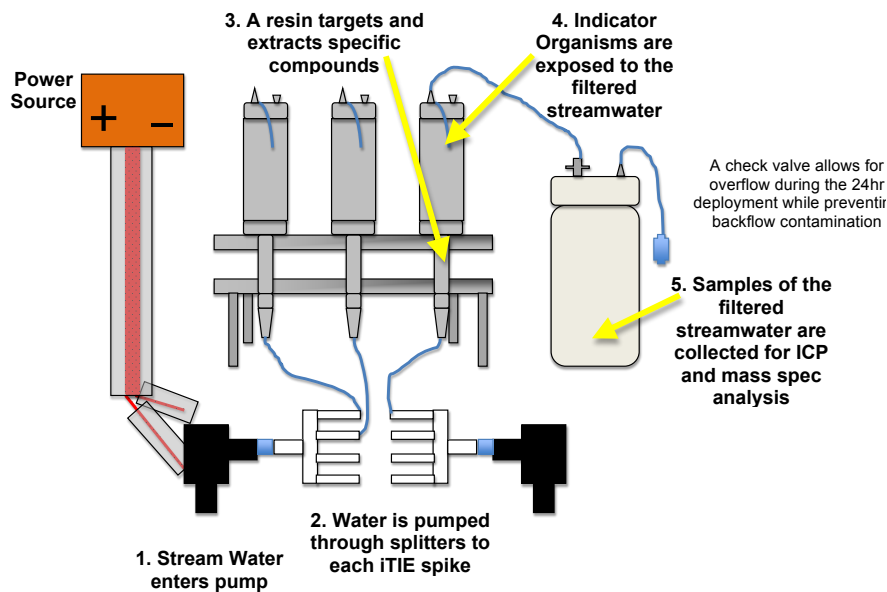 3. A resin targets and
extracts specific
compounds
4. Indicator
Organisms are
exposed to the
filtered
streamwater
Power
Source
+ –
A check valve allows for
overflow during the 24hr
deployment while preventin
backflow contamination
5. Samples of the
filtered
streamwater are
collected for ICP
and mass spec
analysis
2. Water is pumped
through splitters to
each iTIE spike
1. Stream Water
enters pump